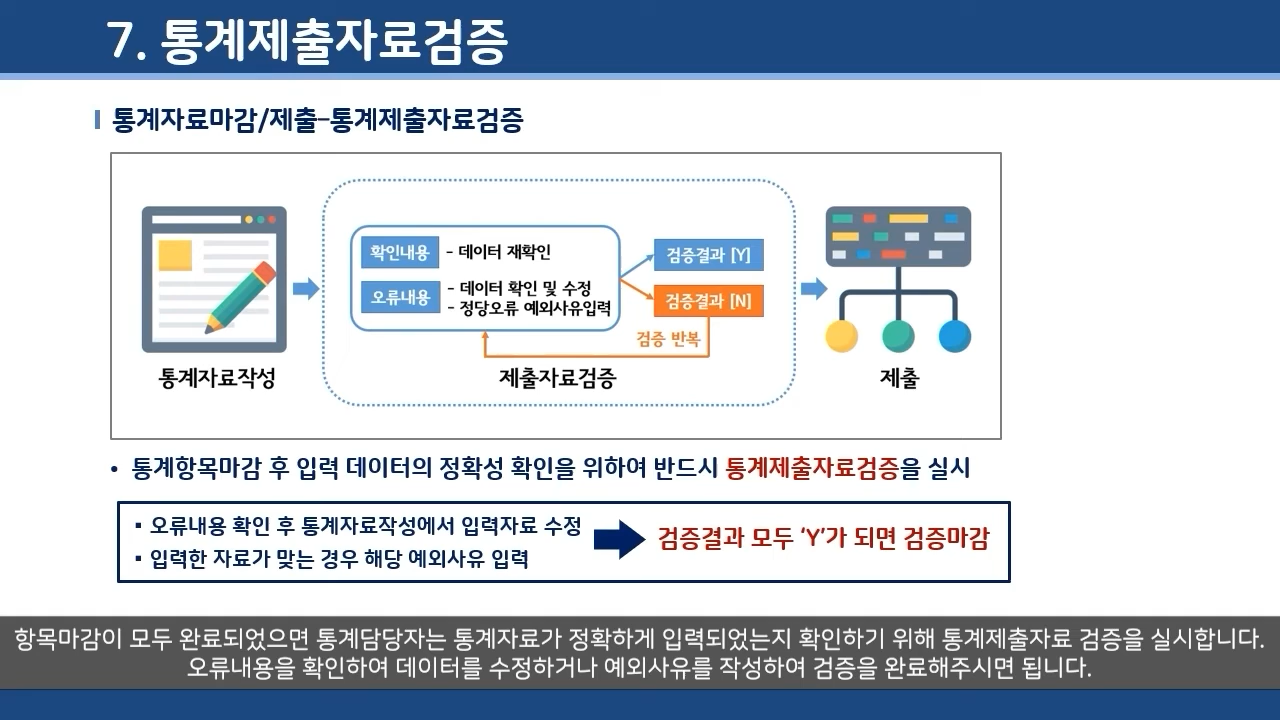 7. 통계제출자료검증
통계자료마감/제출-통계제출자료검증
확인내용
- 데이터 재확인
오류내용
- 데이터 확인 및 수정
- 정당오류 예외사유입력
검증결과 [Y]
검증결과 [N]
검증 반복
통계자료작성
제출자료검증
제출
• 통계항목마감 후 입력 데이터의 정확성 확인을 위하여 반드시 통계제출자료검증을 실시
▪ 오류내용 확인 후 통계자료작성에서 입력자료 수정
▪ 입력한 자료가 맞는 경우 해당 예외사유 입력
검증결과 모두 ‘Y’가 되면 검증마감
항목마감이 모두 완료되었으면 통계담당자는 통계자료가 정확하게 입력되었는지 확인하기 위해 통계제출자료 검증을 실시합니다.
오류내용을 확인하여 데이터를 수정하거나 예외사유를 작성하여 검증을 완료해주시면 됩니다.